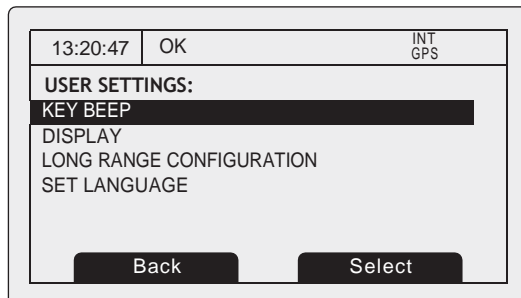 13:20:47 OK INT
GPS
USER SETTINGS:
KEY BEEP
DISPLAY
LONG RANGE CONFIGURATION
SET LANGUAGE
Back Select